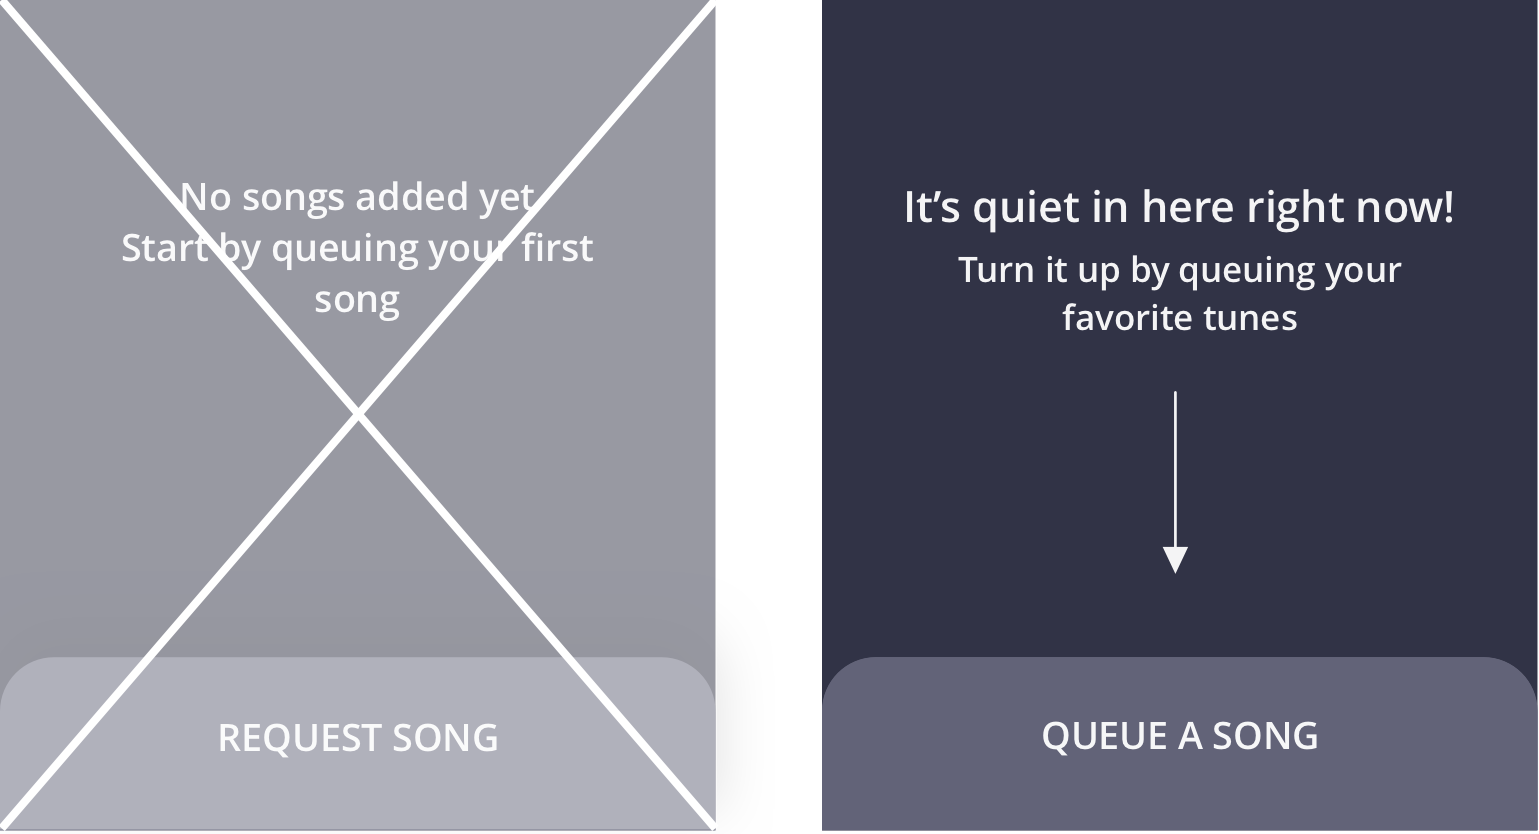 No songs added yet
Start by queuing your first
song
REQUEST SONG
It’s quiet in here right now!
Turn it up by queuing your
favorite tunes
QUEUE A SONG